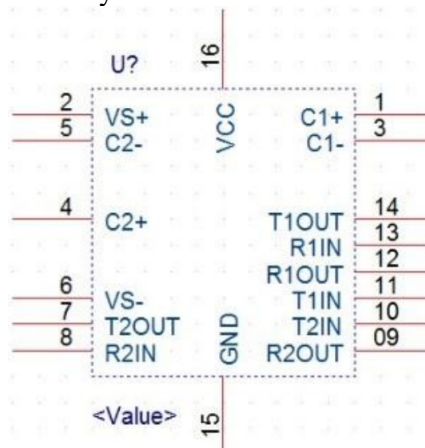 16
U?
2 VS+ VCC C1+ 1
5 C2- C1- 3
4 C2+ T1OUT 14
R1IN 13
R1OUT 12
6 VS- T1IN 11
7 T2OUT GND T2IN 10
8 R2IN R2OUT 09
<Value> 15